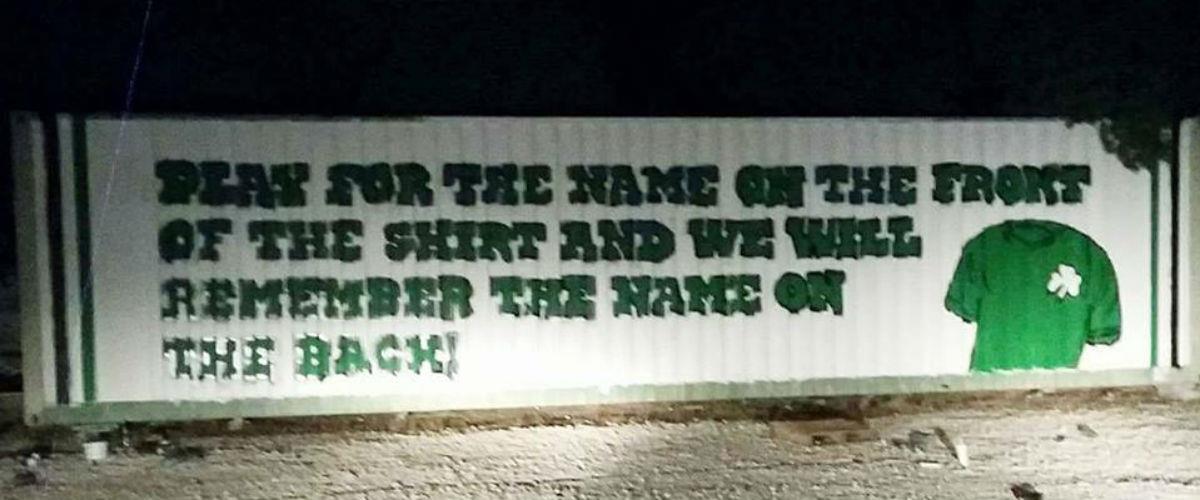 PLAY FOR THE NAME ON THE FRONT
OF THE SHIRT AND WE WILL
REMEMBER THE NAME ON
THE BACK!